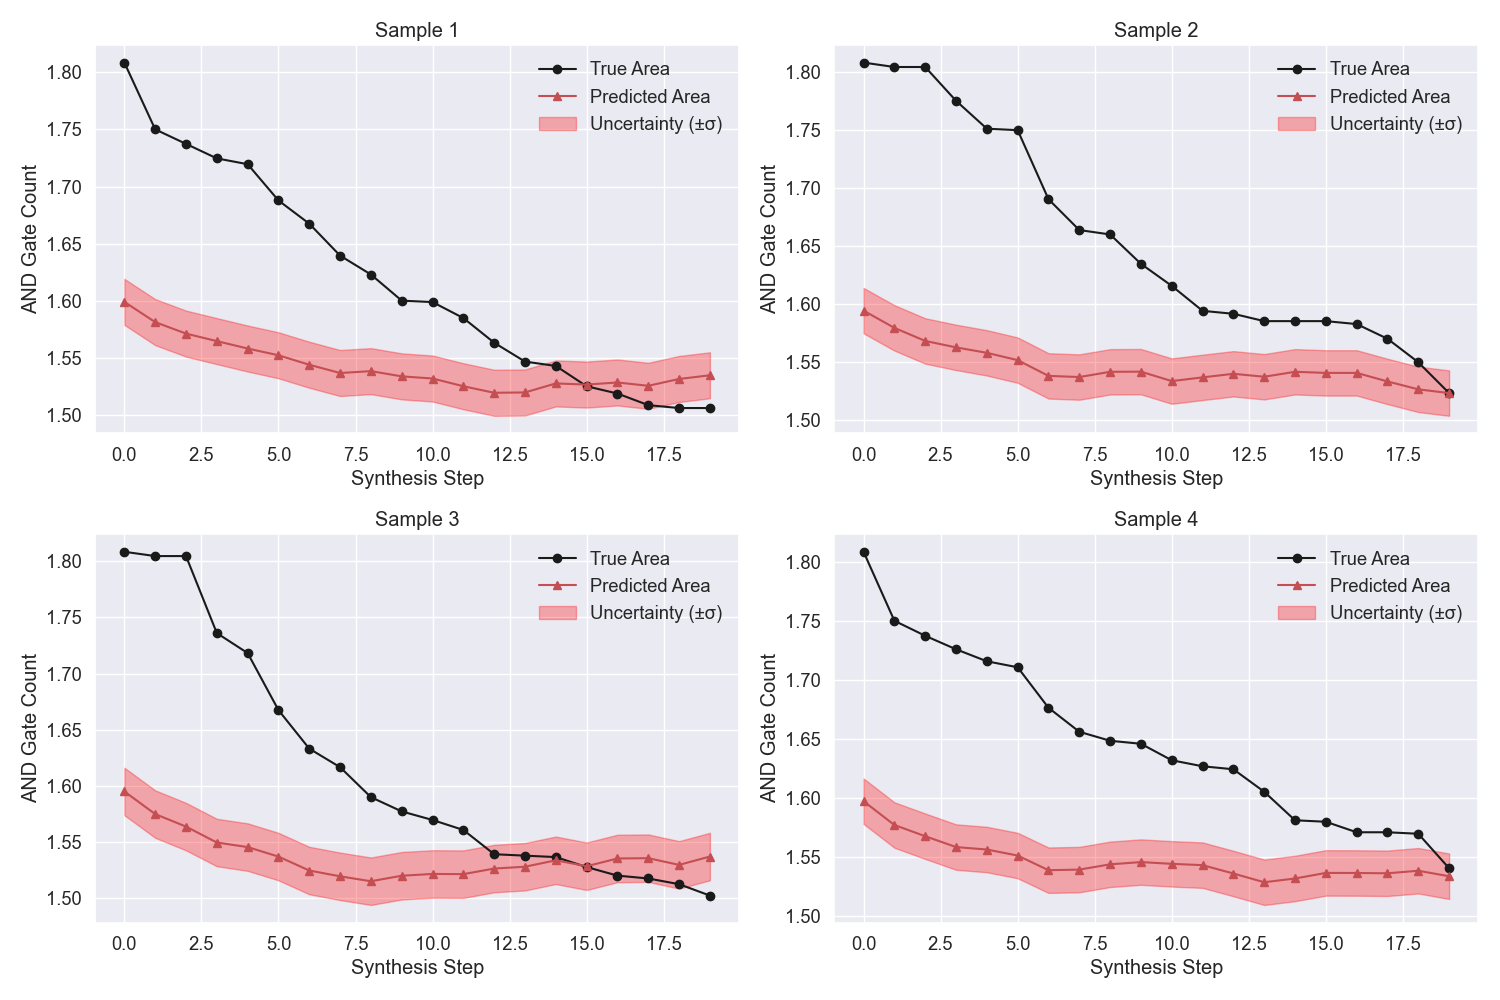 Sample 1
True Area
Predicted Area
Uncertainty (±σ)
AND Gate Count
1.80
1.75
1.70
1.65
1.60
1.55
1.50
0.0 2.5 5.0 7.5 10.0 12.5 15.0 17.5
Synthesis Step
Sample 2
True Area
Predicted Area
Uncertainty (±σ)
AND Gate Count
1.80
1.75
1.70
1.65
1.60
1.55
1.50
0.0 2.5 5.0 7.5 10.0 12.5 15.0 17.5
Synthesis Step
Sample 3
True Area
Predicted Area
Uncertainty (±σ)
AND Gate Count
1.80
1.75
1.70
1.65
1.60
1.55
1.50
0.0 2.5 5.0 7.5 10.0 12.5 15.0 17.5
Synthesis Step
Sample 4
True Area
Predicted Area
Uncertainty (±σ)
AND Gate Count
1.80
1.75
1.70
1.65
1.60
1.55
1.50
0.0 2.5 5.0 7.5 10.0 12.5 15.0 17.5
Synthesis Step